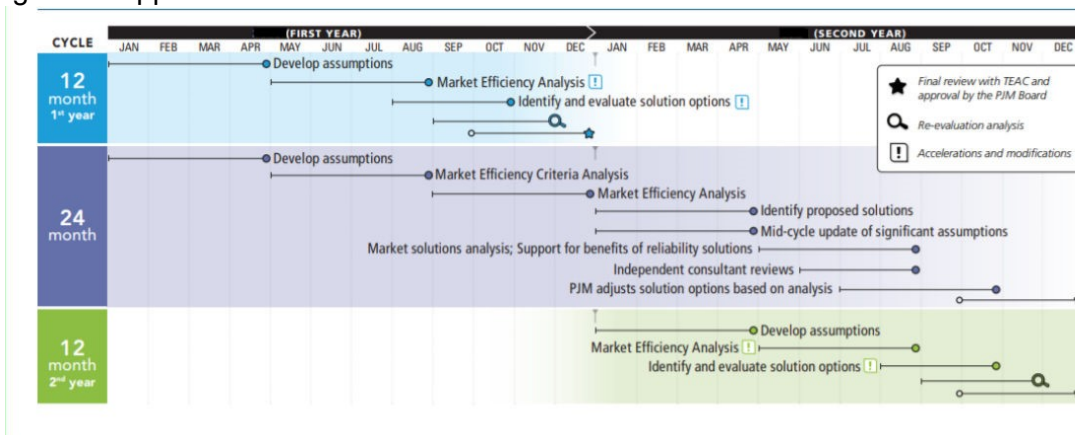 (FIRST YEAR) (SECOND YEAR)
CYCLE JAN FEB MAR APR MAY JUN JUL AUG SEP OCT NOV DEC JAN FEB MAR APR MAY JUN JUL AUG SEP OCT NOV DEC
12
month
1st year
Develop assumptions
Market Efficiency Analysis !
Identify and evaluate solution options !
Final review with TEAC and
approval by the PJM Board
Re-evaluation analysis
! Accelerations and modifications
24
month
Develop assumptions
Market Efficiency Criteria Analysis
Market Efficiency Analysis
Identify proposed solutions
Mid-cycle update of significant assumptions
Market solutions analysis; Support for benefits of reliability solutions
Independent consultant reviews
PJM adjusts solution options based on analysis
12
month
2nd year
Develop assumptions
Market Efficiency Analysis !
Identify and evaluate solution options !